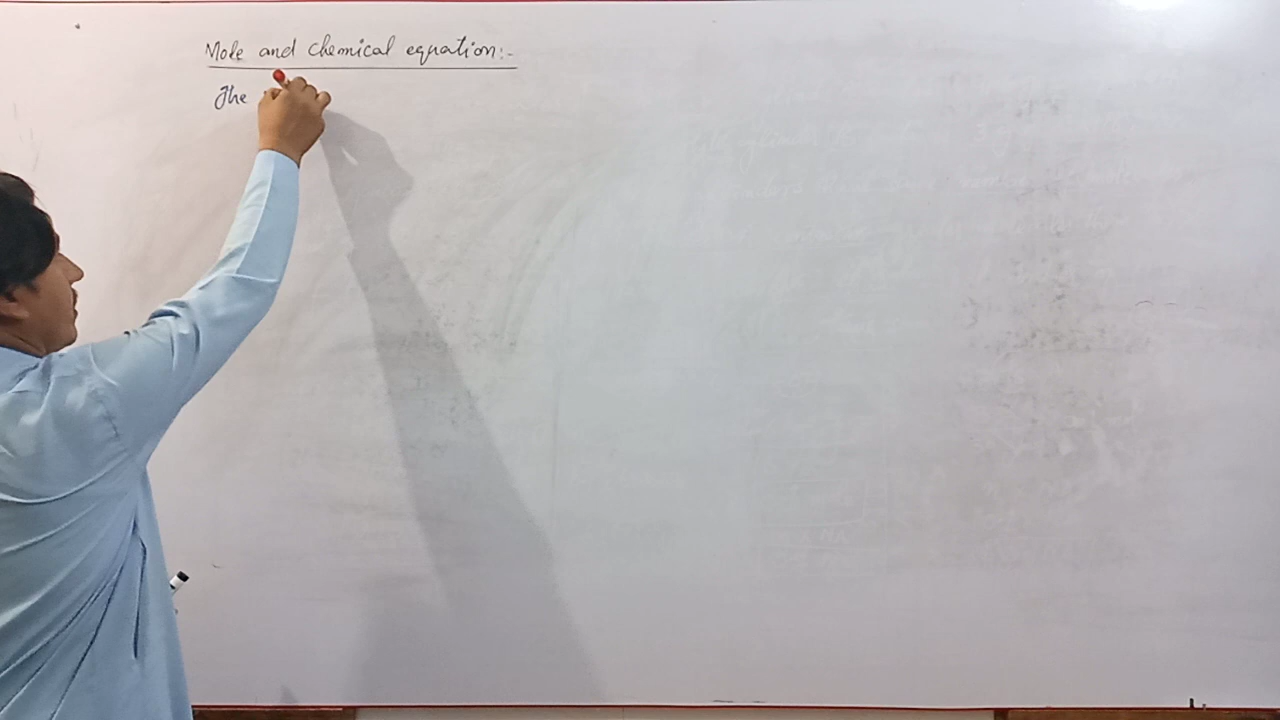 Mole and Chemical equation:-
The